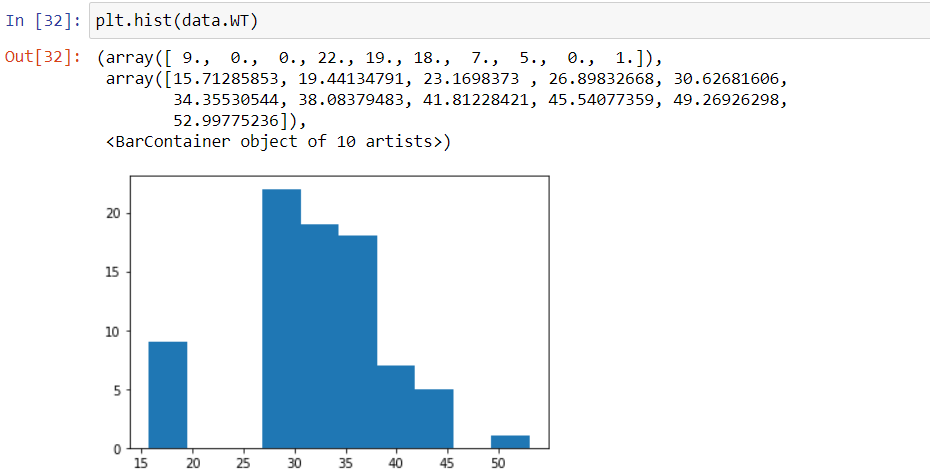 In [32]: plt.hist(data.WT)
Out[32]: (array([ 9.,  0.,  0., 22., 19., 18.,  7.,  5.,  0.,  1.]),
array([15.71285853, 19.44134791, 23.1698373 , 26.89832668, 30.62681606,
34.35530544, 38.08379483, 41.81228421, 45.54077359, 49.26926298,
52.99775236]),
<BarContainer object of 10 artists>)
20
15
10
5
0
15 20 25 30 35 40 45 50